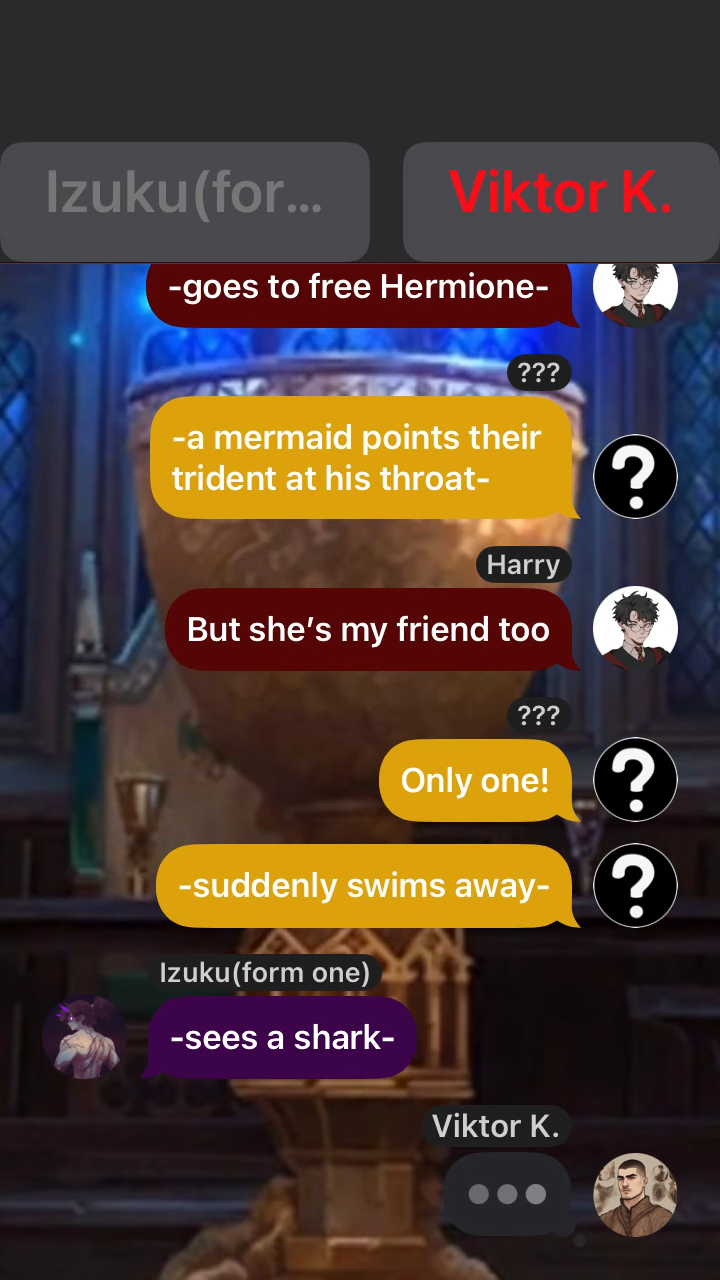 Izuku(for...
Viktor K.
-goes to free Hermione-
???
-a mermaid points their
trident at his throat-
?
Harry
But she’s my friend too
???
Only one!
?
-suddenly swims away-
?
Izuku(form one)
-sees a shark-
Viktor K.